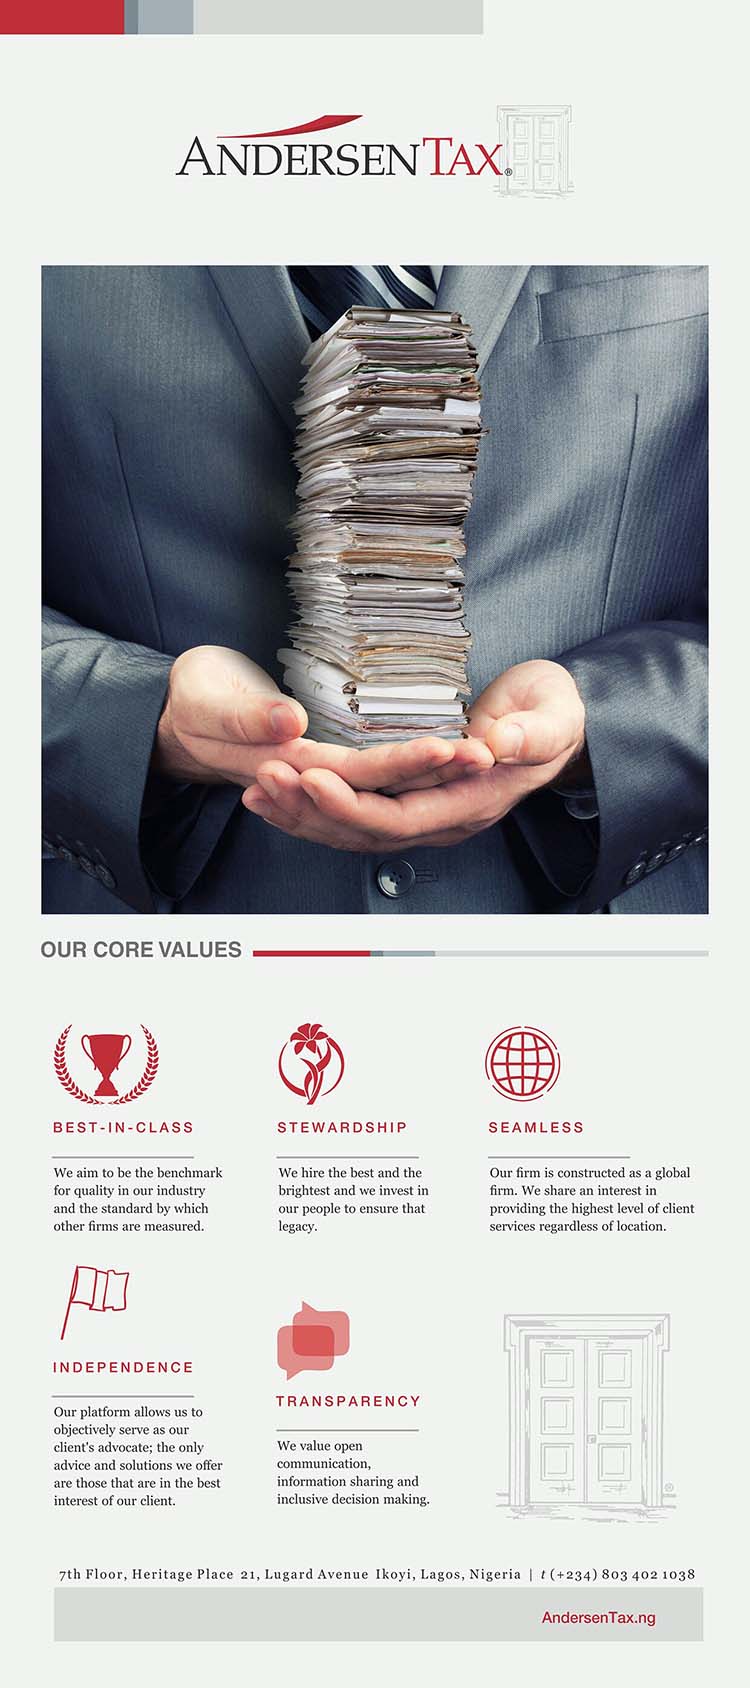 ANDERSEN TAX®
OUR CORE VALUES
BEST-IN-CLASS
We aim to be the benchmark
for quality in our industry
and the standard by which
other firms are measured.
STEWARDSHIP
We hire the best and the
brightest and we invest in
our people to ensure that
legacy.
SEAMLESS
Our firm is constructed as a global
firm. We share an interest in
providing the highest level of client
services regardless of location.
INDEPENDENCE
Our platform allows us to
objectively serve as our
client's advocate; the only
advice and solutions we offer
are those that are in the best
interest of our client.
TRANSPARENCY
We value open
communication,
information sharing and
inclusive decision making.
®
7th Floor, Heritage Place 21, Lugard Avenue Ikoyi, Lagos, Nigeria | t (+234) 803 402 1038
AndersenTax.ng